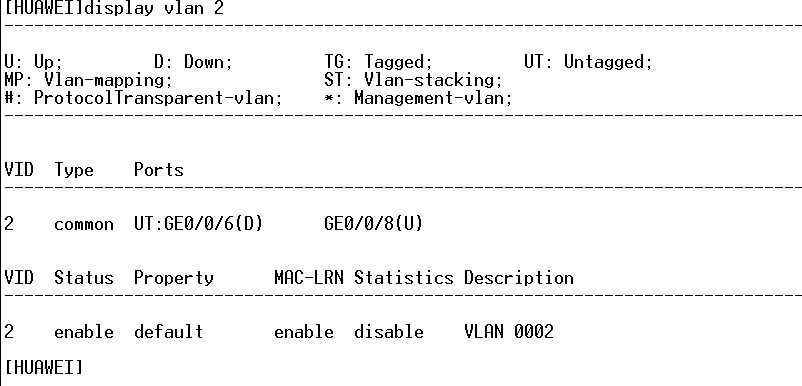 [HUAWEI]display vlan 2
--------------------------------------------------------------------------------
U: Up;         D: Down;         TG: Tagged;         UT: Untagged;
MP: Vlan-mapping;               ST: Vlan-stacking;
#: ProtocolTransparent-vlan;    *: Management-vlan;
--------------------------------------------------------------------------------
VID  Type    Ports
--------------------------------------------------------------------------------
2    common  UT:GE0/0/6(D)      GE0/0/8(U)
VID  Status  Property      MAC-LRN Statistics Description
--------------------------------------------------------------------------------
2    enable  default       enable  disable    VLAN 0002
[HUAWEI]